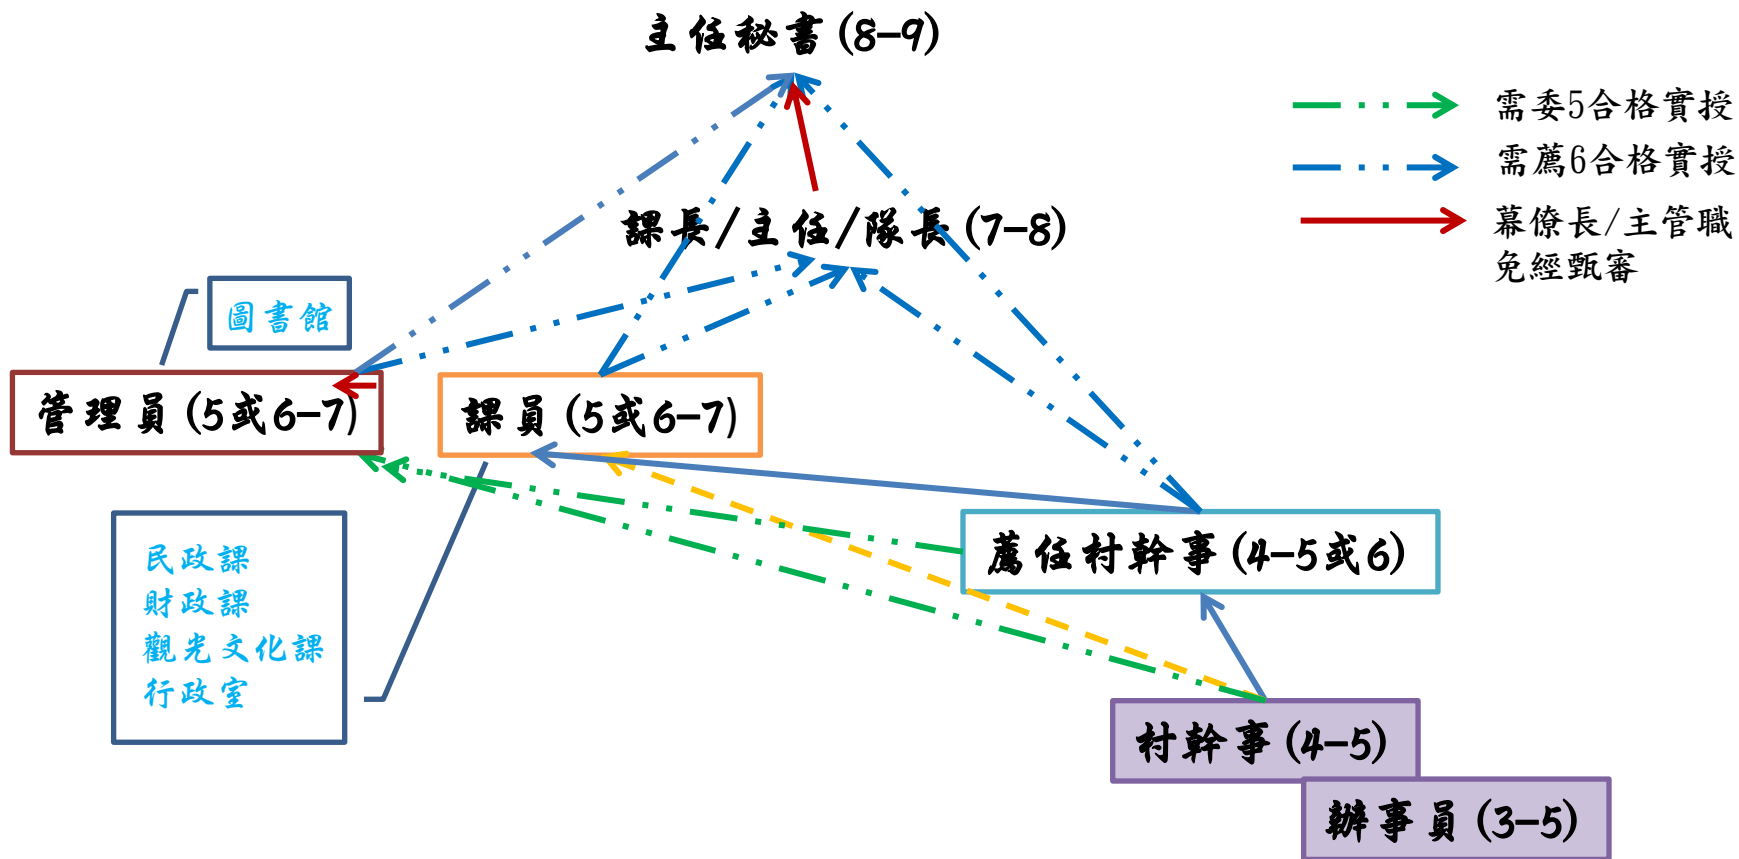 主任秘書(8-9)
需委5合格實授
需薦6合格實授
幕僚長/主管職
免經甄審
課長/主任/隊長(7-8)
圖書館
管理員(5或6-7)
課員(5或6-7)
民政課
財政課
觀光文化課
行政室
薦任村幹事(4-5或6)
村幹事(4-5)
辦事員(3-5)